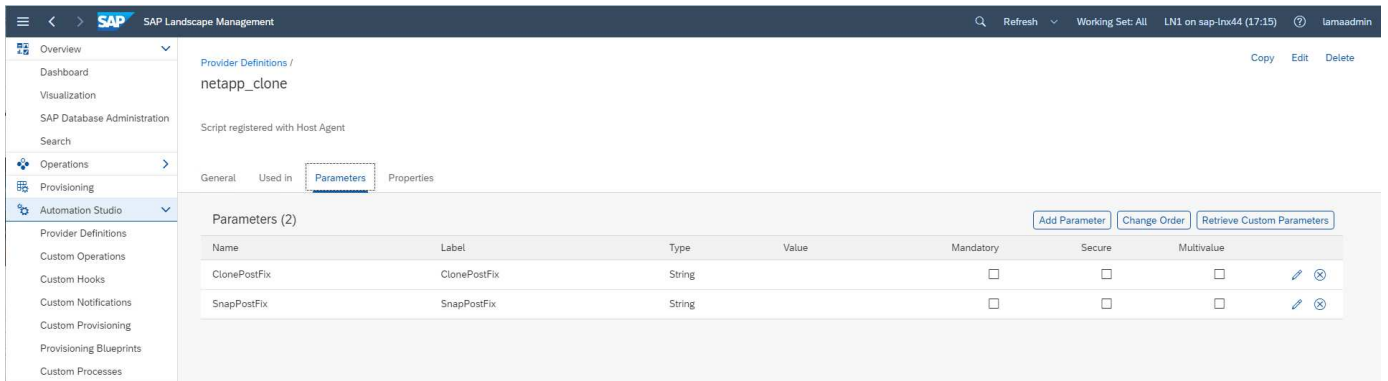 SAP SAP Landscape Management Refresh Working Set: All LN1 on sap-lnx44 (17:15) lamaadmin
Overview
Dashboard
Visualization
SAP Database Administration
Search
Operations
Provisioning
Automation Studio
Provider Definitions
Custom Operations
Custom Hooks
Custom Notifications
Custom Provisioning
Provisioning Blueprints
Custom Processes
Provider Definitions / Copy Edit Delete
netapp_clone
Script registered with Host Agent
General Used in Parameters Properties
Parameters (2) Add Parameter Change Order Retrieve Custom Parameters
Name Label Type Value Mandatory Secure Multivalue
ClonePostFix ClonePostFix String
SnapPostFix SnapPostFix String